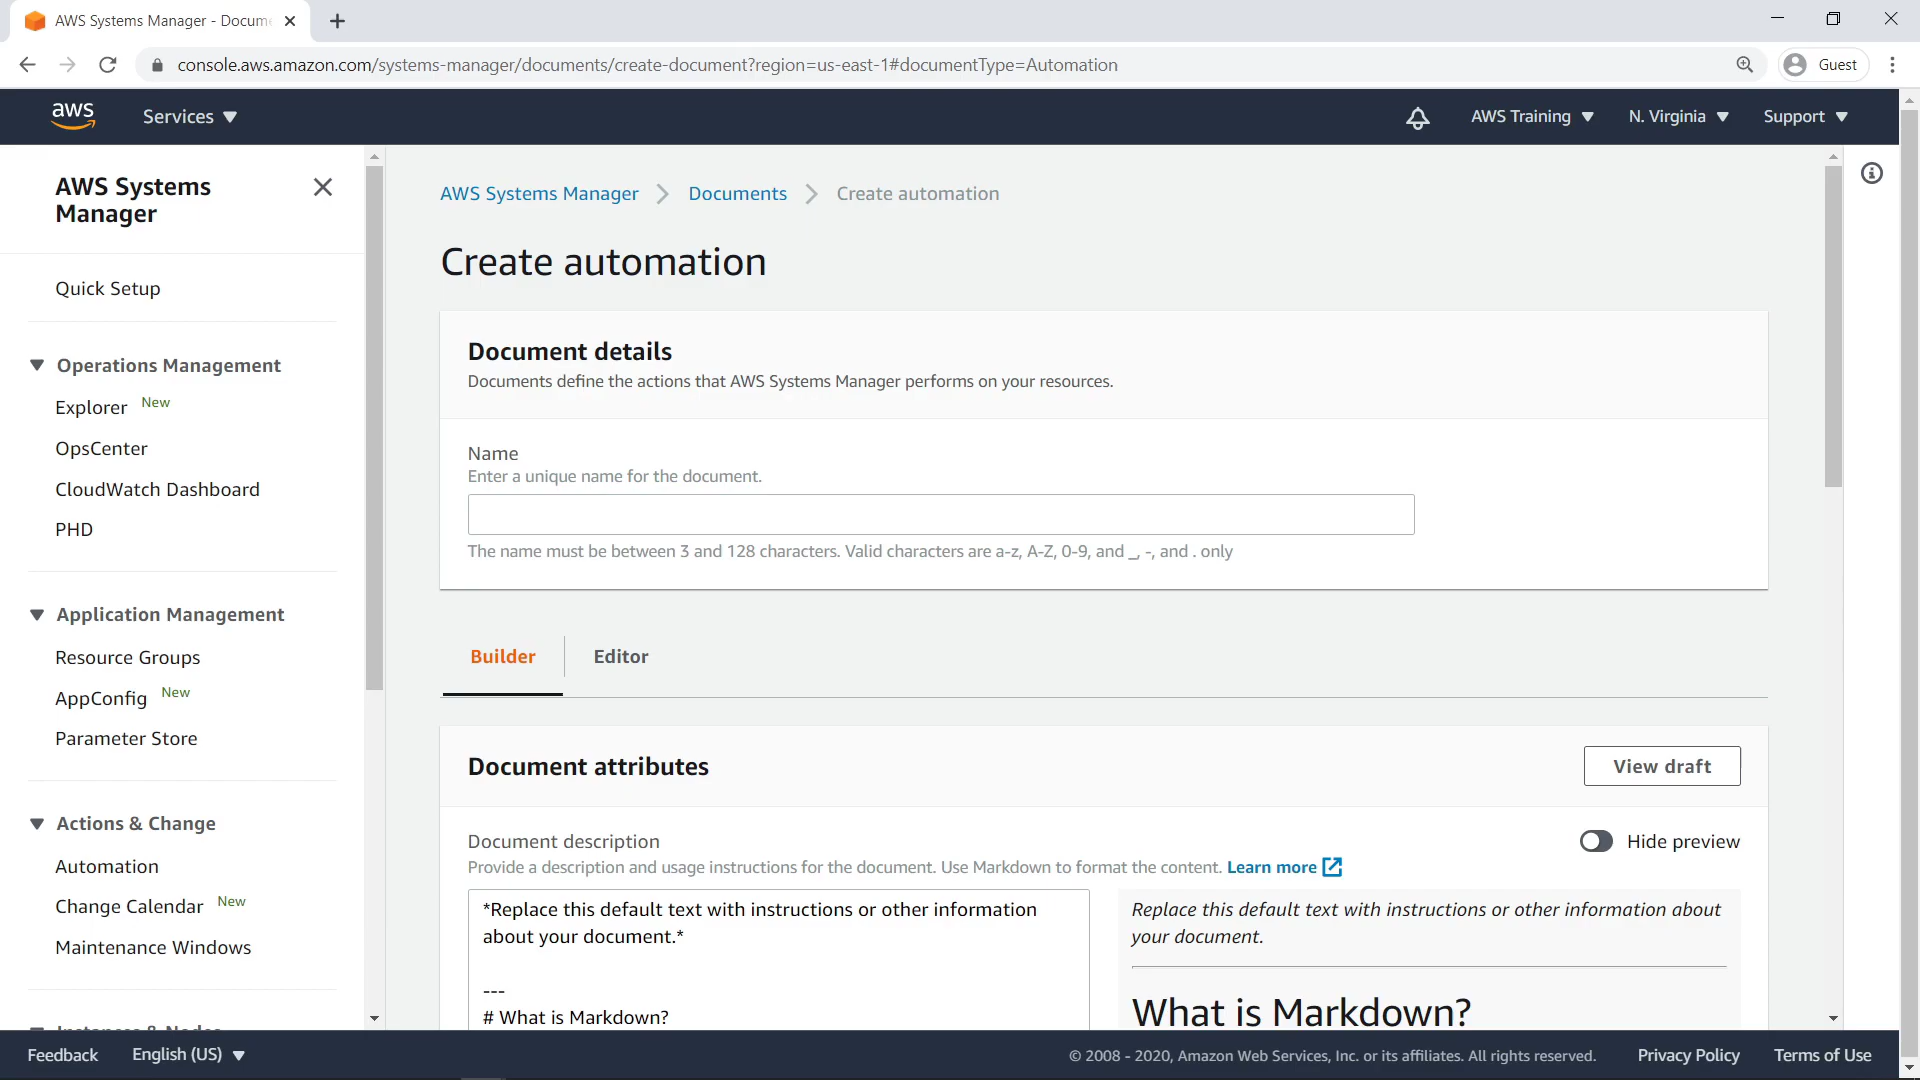 AWS Systems Manager - Docum
console.aws.amazon.com/systems-manager/documents/create-document?region=us-east-1#documentType=Automation
Guest
aws
Services
AWS Training
N. Virginia
Support
AWS Systems
Manager
Quick Setup
Operations Management
Explorer New
OpsCenter
CloudWatch Dashboard
PHD
Application Management
Resource Groups
AppConfig New
Parameter Store
Actions & Change
Automation
Change Calendar New
Maintenance Windows
Instances & Nodes
AWS Systems Manager > Documents > Create automation
Create automation
Document details
Documents define the actions that AWS Systems Manager performs on your resources.
Name
Enter a unique name for the document.
The name must be between 3 and 128 characters. Valid characters are a-z, A-Z, 0-9, and _, -, and . only
Builder
Editor
Document attributes
View draft
Document description
Hide preview
Provide a description and usage instructions for the document. Use Markdown to format the content. Learn more
*Replace this default text with instructions or other information
about your document.*
---
# What is Markdown?
Replace this default text with instructions or other information about
your document.
What is Markdown?
Feedback
English (US)
© 2008 - 2020, Amazon Web Services, Inc. or its affiliates. All rights reserved.
Privacy Policy
Terms of Use